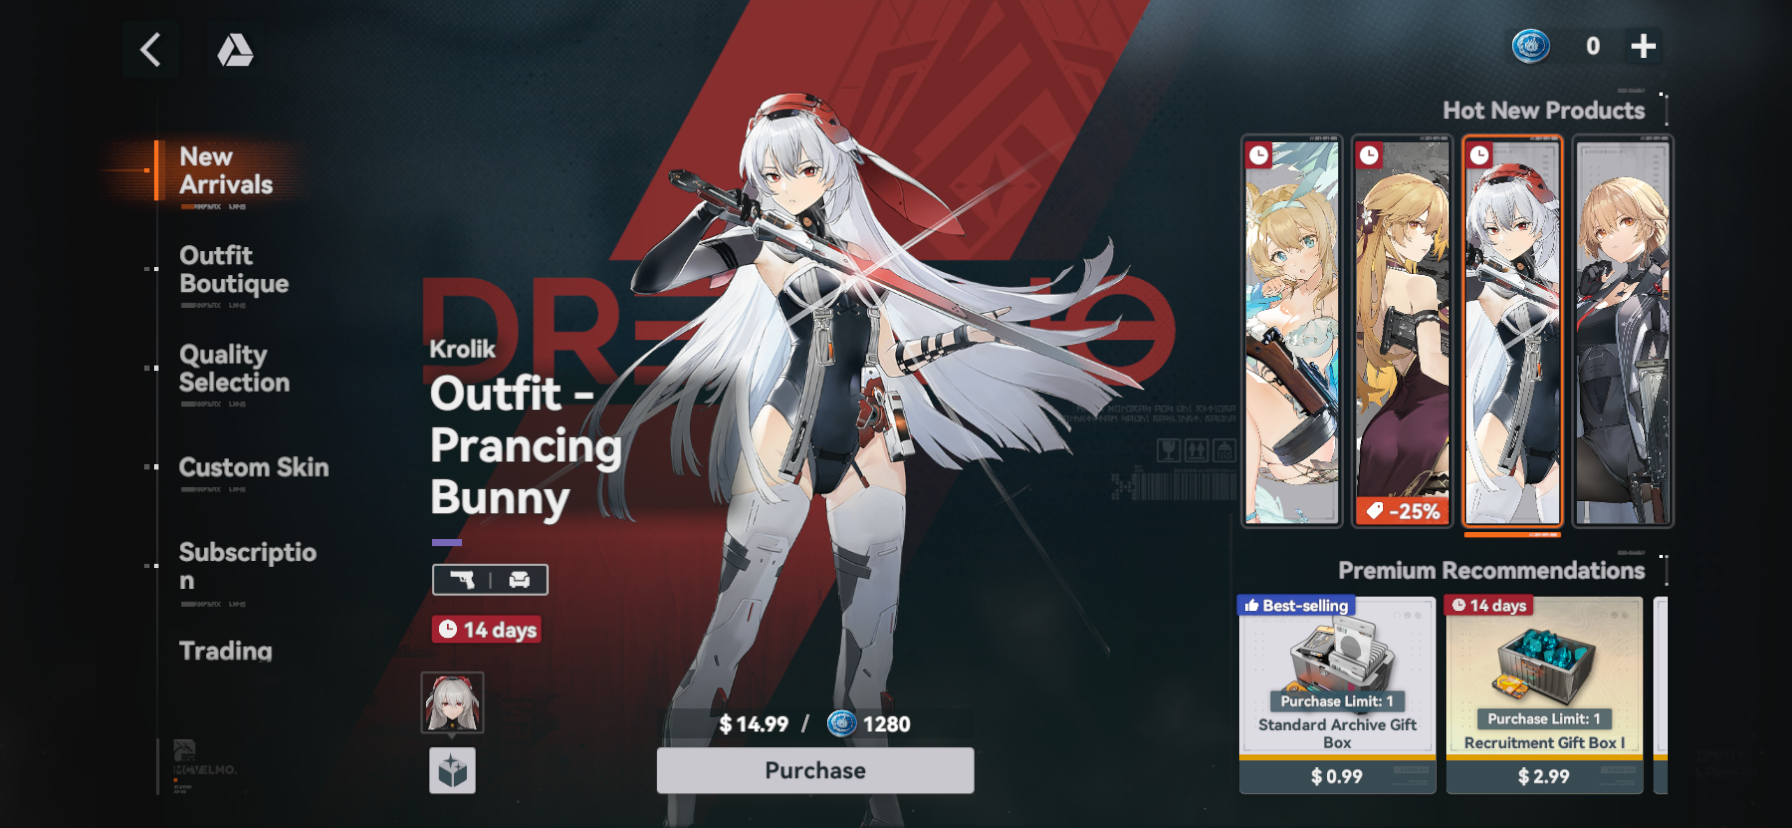 0
New
Arrivals
Outfit
Boutique
Quality
Selection
Custom Skin
Subscriptio
n
Trading
Krolik
Outfit -
Prancing
Bunny
14 days
$ 14.99 / 1280
Purchase
Hot New Products
-25%
Premium Recommendations
Best-selling
Purchase Limit: 1
Standard Archive Gift
Box
$ 0.99
14 days
Purchase Limit: 1
Recruitment Gift Box I
$ 2.99